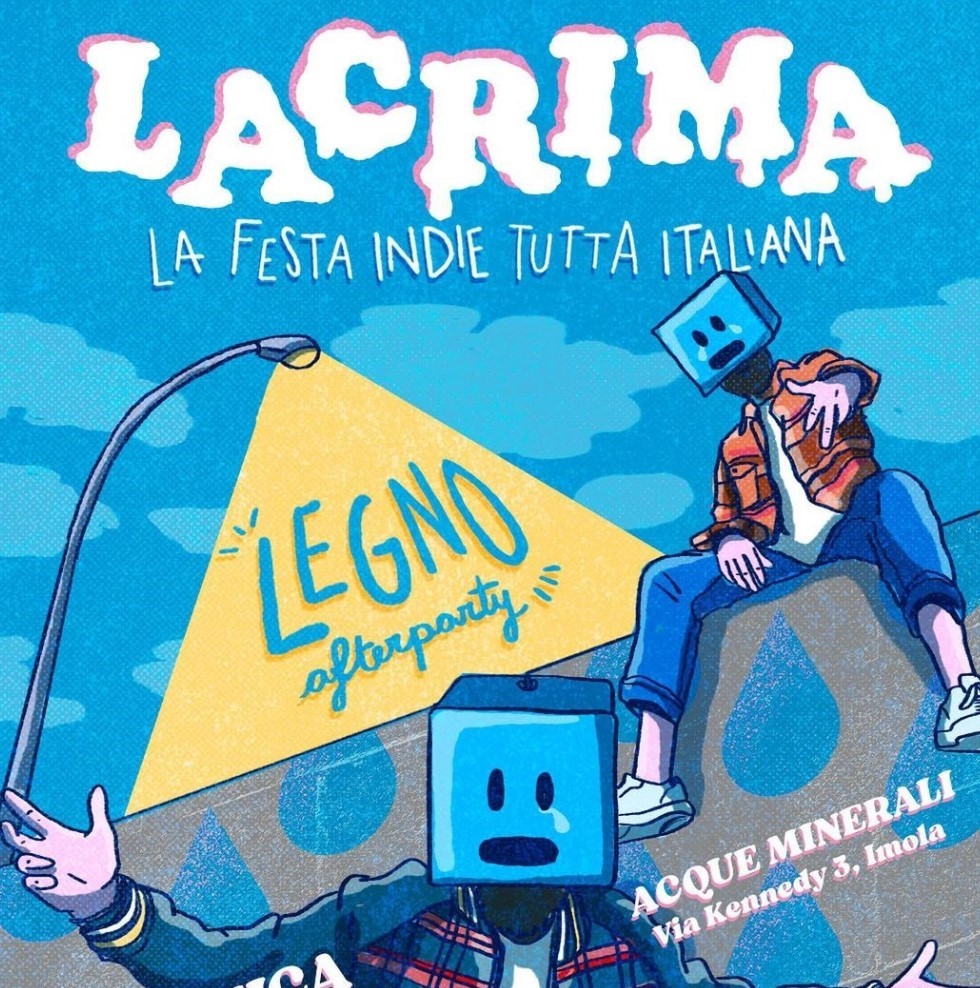 LACRIMA
LA FESTA INDIE TUTTA ITALIANA
LEGNO
afterparty
ACQUE MINERALI
Via Kennedy 3, Imola